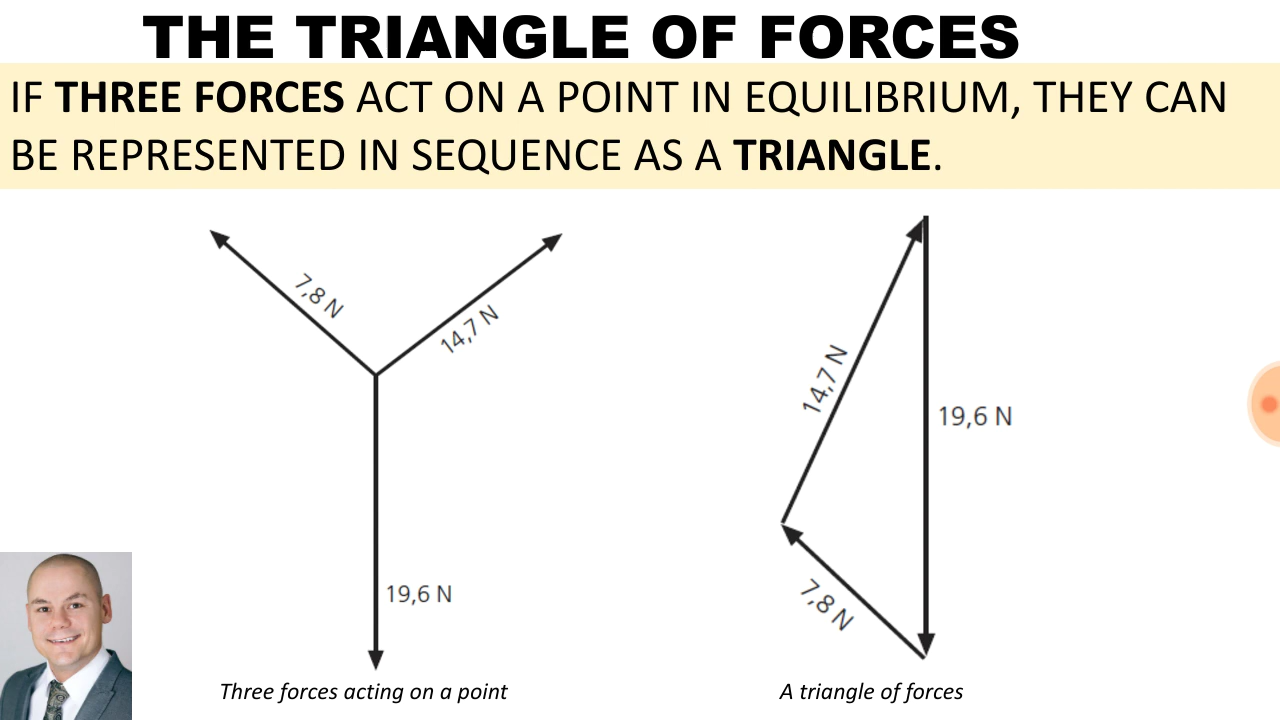 THE TRIANGLE OF FORCES
IF THREE FORCES ACT ON A POINT IN EQUILIBRIUM, THEY CAN
BE REPRESENTED IN SEQUENCE AS A TRIANGLE.
7,8 N
14,7 N
19,6 N
Three forces acting on a point
14,7 N
19,6 N
7,8 N
A triangle of forces